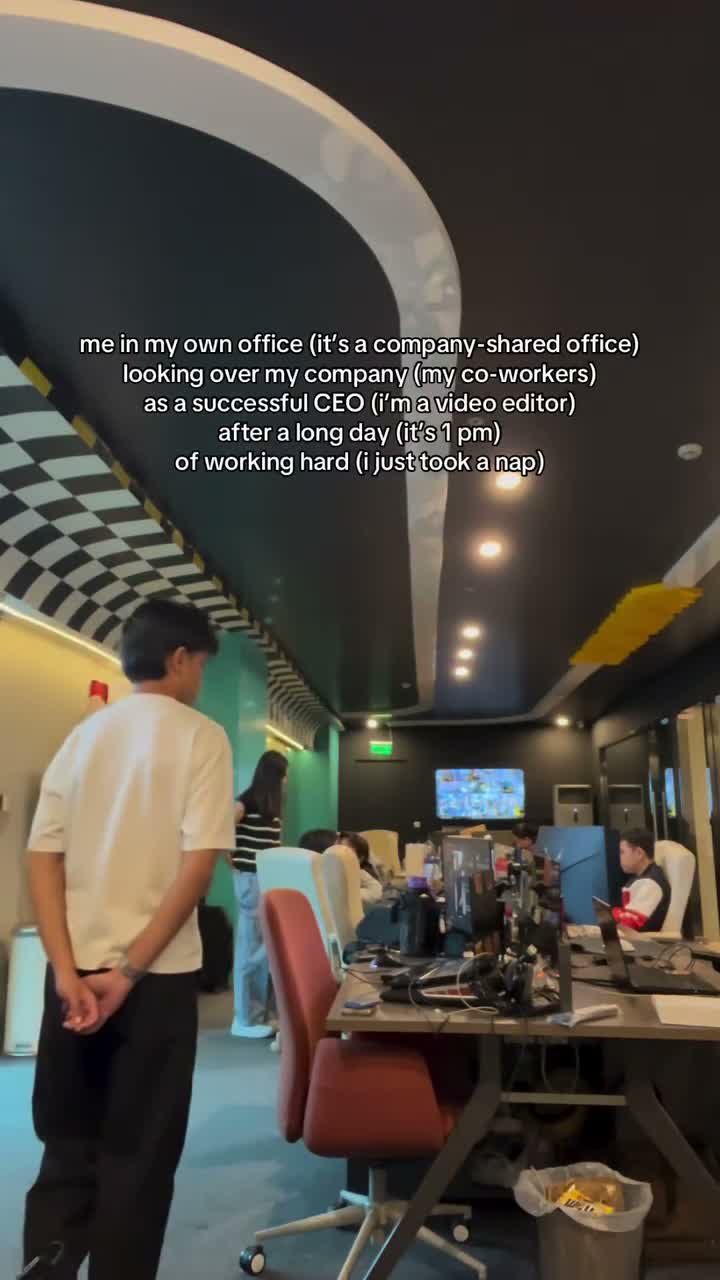 me in my own office (it's a company-shared office)
looking over my company (my co-workers)
as a successful CEO (i'm a video editor)
after a long day (it's 1 pm)
of working hard (i just took a nap)